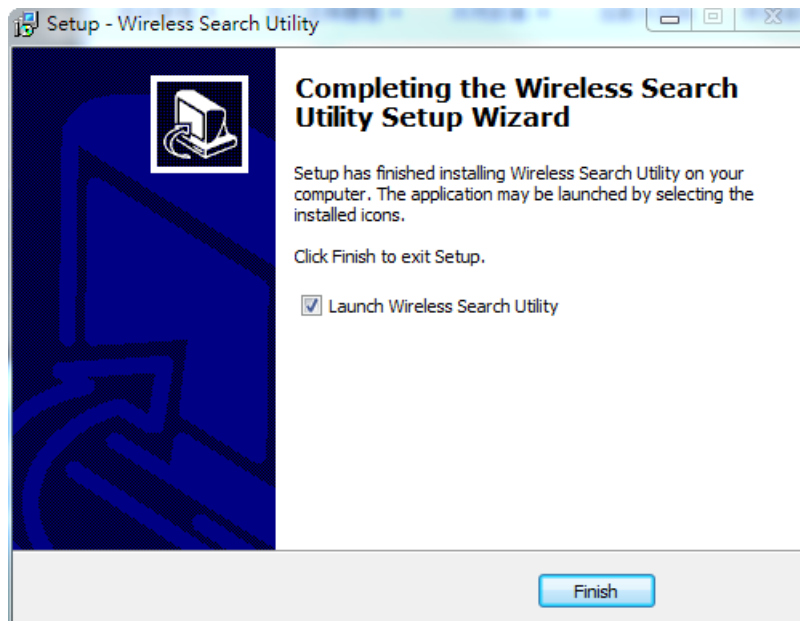 Setup - Wireless Search Utility
Completing the Wireless Search
Utility Setup Wizard
Setup has finished installing Wireless Search Utility on your
computer. The application may be launched by selecting the
installed icons.
Click Finish to exit Setup.
Launch Wireless Search Utility
Finish